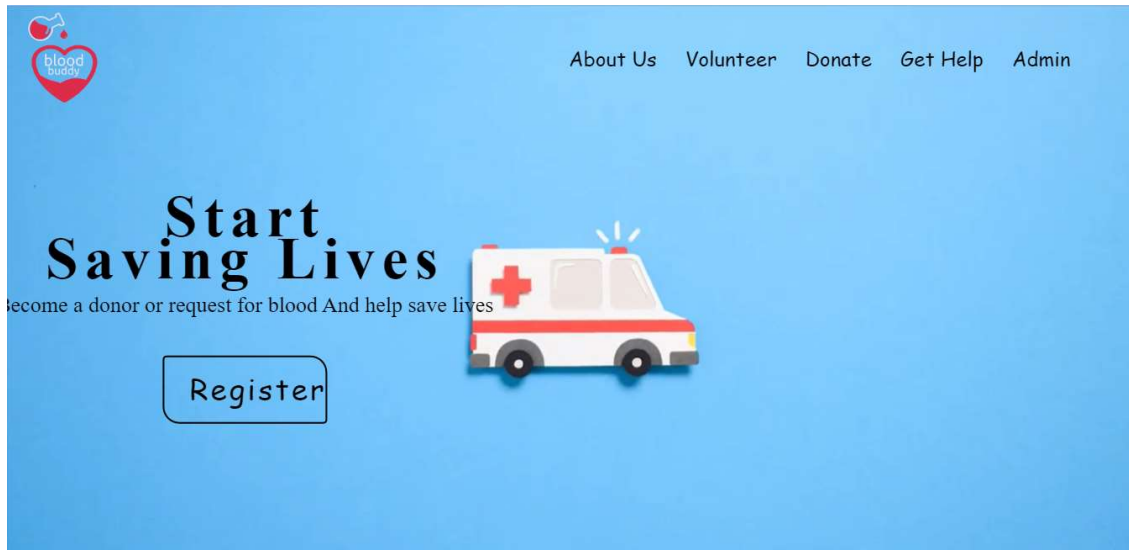 blood
buddy
About Us Volunteer Donate Get Help Admin
Start
Saving Lives
Become a donor or request for blood And help save lives
Register